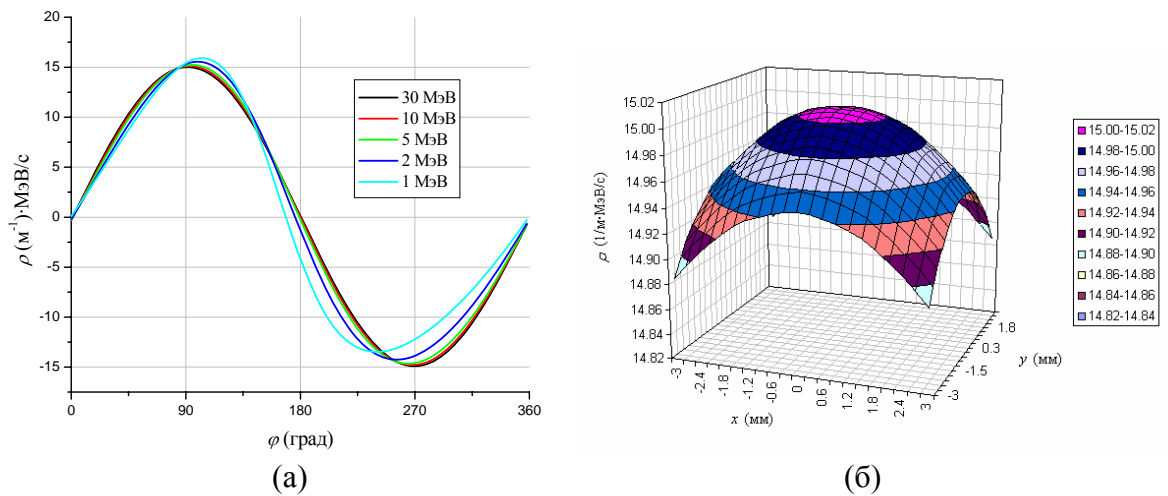 20
15
10
5
0
-5
-10
-15
ρ (м⁻¹)·МэВ/с
30 МэВ
10 МэВ
5 МэВ
2 МэВ
1 МэВ
0 90 180 270 360
φ (град)
(а)
15.02
15.00
14.98
14.96
14.94
14.92
14.90
14.88
14.86
14.84
14.82
ρ (1/м·МэВ/с)
-3 -2.4 -1.8 -1.2 -0.6 0 0.6 1.2 1.8 2.4 3
x (мм)
1.8
0.3
-1.5
-3
y (мм)
15.00-15.02
14.98-15.00
14.96-14.98
14.94-14.96
14.92-14.94
14.90-14.92
14.88-14.90
14.86-14.88
14.84-14.86
14.82-14.84
(б)